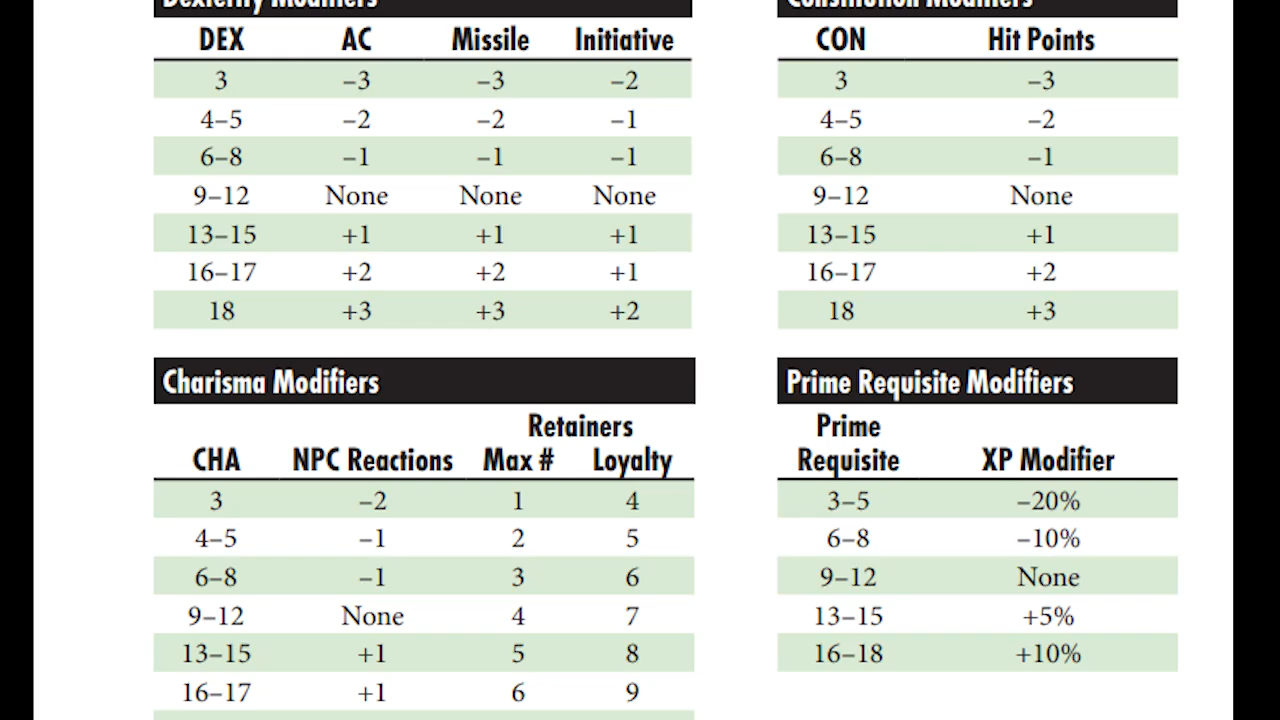 Dexterity Modifiers
DEX AC Missile Initiative
3 –3 –3 –2
4–5 –2 –2 –1
6–8 –1 –1 –1
9–12 None None None
13–15 +1 +1 +1
16–17 +2 +2 +1
18 +3 +3 +2
Constitution Modifiers
CON Hit Points
3 –3
4–5 –2
6–8 –1
9–12 None
13–15 +1
16–17 +2
18 +3
Charisma Modifiers
Retainers
CHA NPC Reactions Max # Loyalty
3 –2 1 4
4–5 –1 2 5
6–8 –1 3 6
9–12 None 4 7
13–15 +1 5 8
16–17 +1 6 9
Prime Requisite Modifiers
Prime
Requisite XP Modifier
3–5 –20%
6–8 –10%
9–12 None
13–15 +5%
16–18 +10%